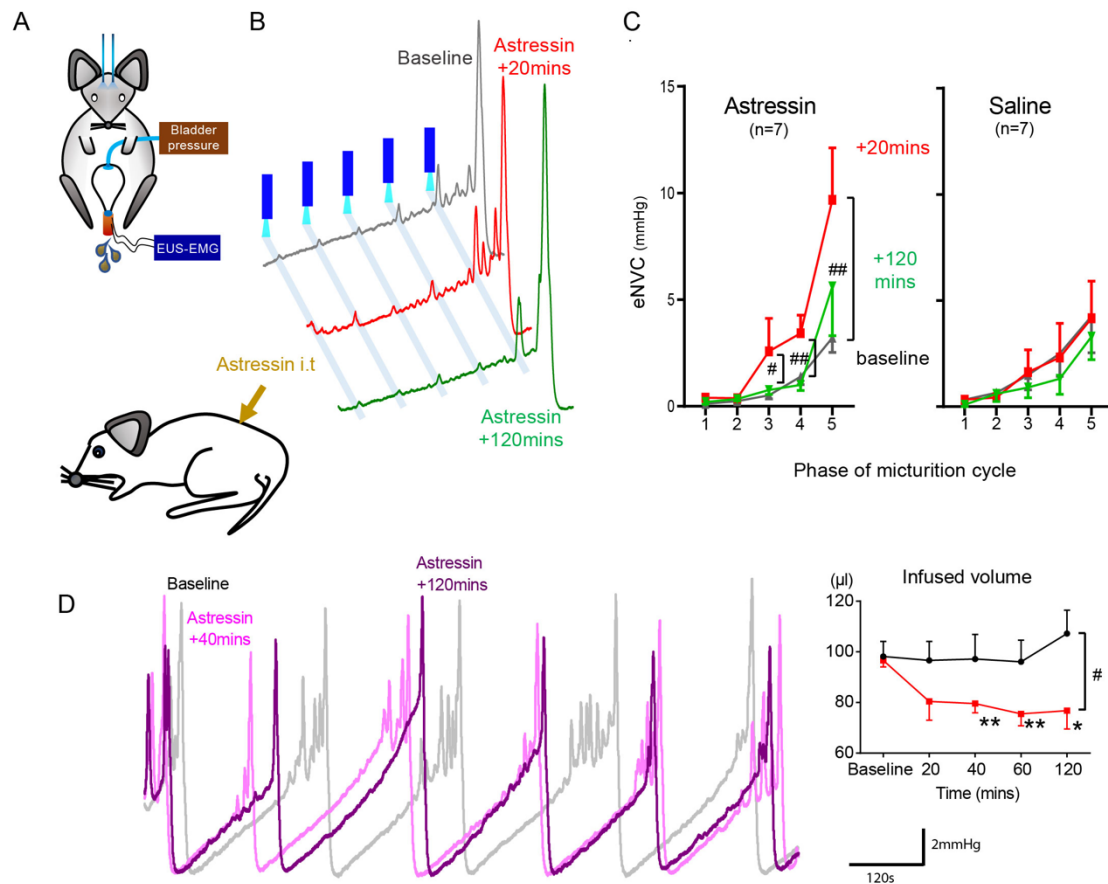 A
Bladder
pressure
EUS-EMG
Astressin i.t
B
Baseline
Astressin
+20mins
Astressin
+120mins
C
Astressin
(n=7)
Saline
(n=7)
eNVC (mmHg)
15
10
5
0
+20mins
+120
mins
baseline
#
##
##
1 2 3 4 5
1 2 3 4 5
Phase of micturition cycle
D
Baseline
Astressin
+40mins
Astressin
+120mins
Infused volume
(µl)
120
100
80
60
#
** ** *
Baseline 20 40 60 120
Time (mins)
2mmHg
120s